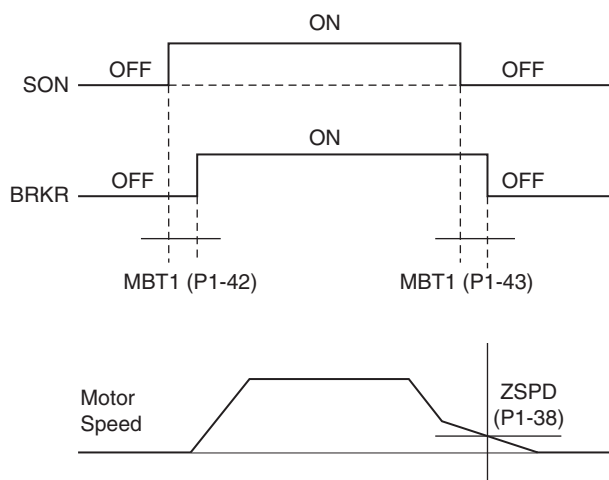 ON
SON OFF OFF
ON
BRKR OFF OFF
MBT1 (P1-42) MBT1 (P1-43)
Motor
Speed
ZSPD
(P1-38)